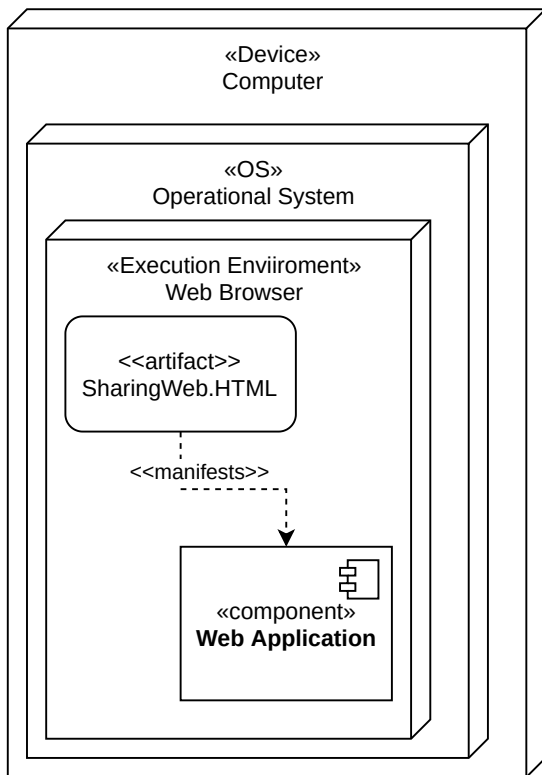 «Device»
Computer
«OS»
Operational System
«Execution Enviiroment»
Web Browser
<<artifact>>
SharingWeb.HTML
<<manifests>>
«component»
Web Application